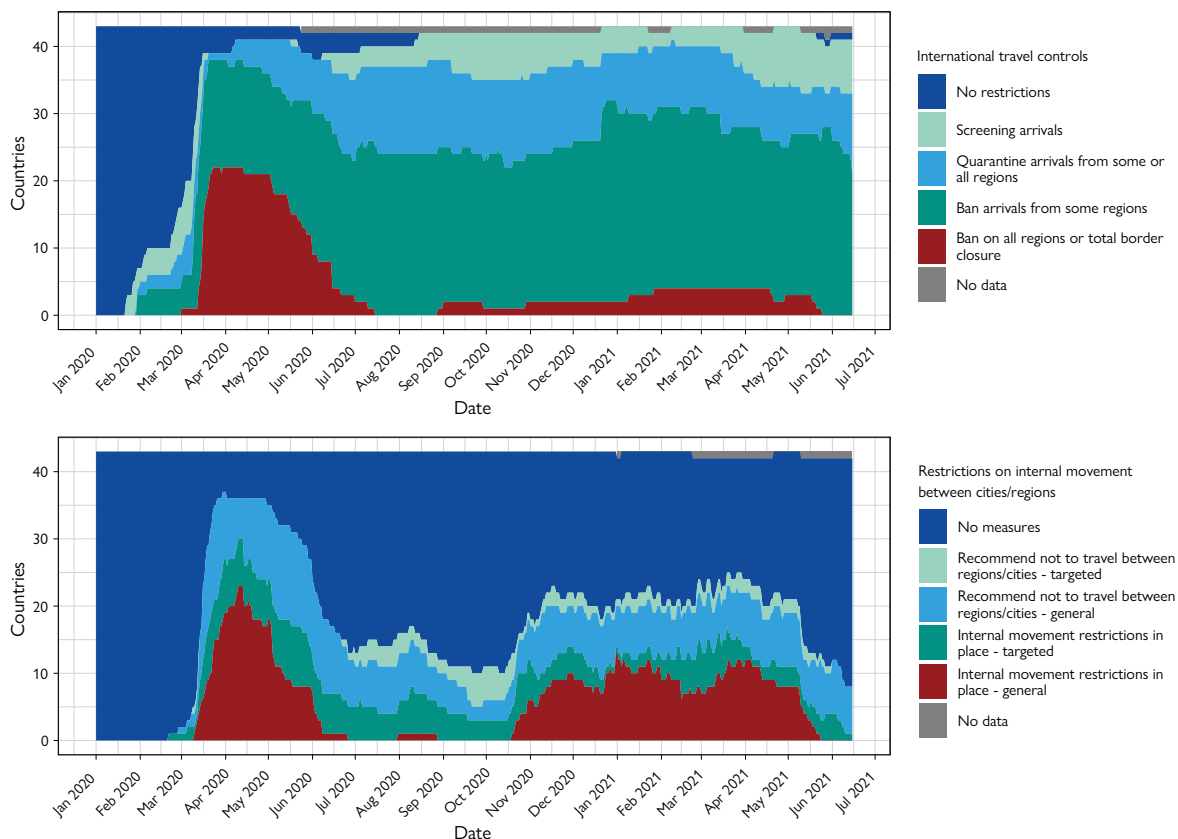 International travel controls
No restrictions
Screening arrivals
Quarantine arrivals from some or
all regions
Ban arrivals from some regions
Ban on all regions or total border
closure
No data
Countries
40
30
20
10
0
Jan 2020
Feb 2020
Mar 2020
Apr 2020
May 2020
Jun 2020
Jul 2020
Aug 2020
Sep 2020
Oct 2020
Nov 2020
Dec 2020
Jan 2021
Feb 2021
Mar 2021
Apr 2021
May 2021
Jun 2021
Jul 2021
Date
Restrictions on internal movement
between cities/regions
No measures
Recommend not to travel between
regions/cities - targeted
Recommend not to travel between
regions/cities - general
Internal movement restrictions in
place - targeted
Internal movement restrictions in
place - general
No data
Countries
40
30
20
10
0
Jan 2020
Feb 2020
Mar 2020
Apr 2020
May 2020
Jun 2020
Jul 2020
Aug 2020
Sep 2020
Oct 2020
Nov 2020
Dec 2020
Jan 2021
Feb 2021
Mar 2021
Apr 2021
May 2021
Jun 2021
Jul 2021
Date